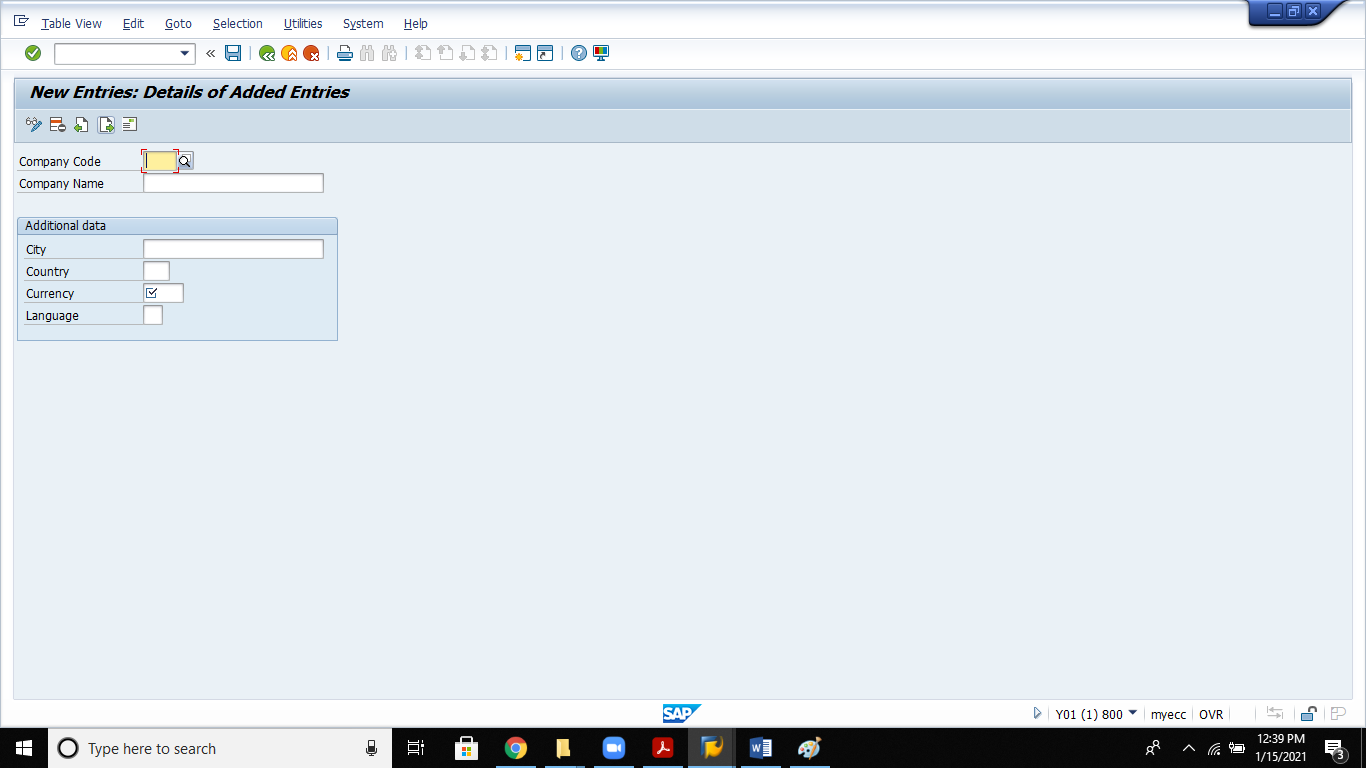 Table View Edit Goto Selection Utilities System Help
New Entries: Details of Added Entries
Company Code
Company Name
Additional data
City
Country
Currency
Language
SAP
Y01 (1) 800 myecc OVR
Type here to search
12:39 PM
1/15/2021
3